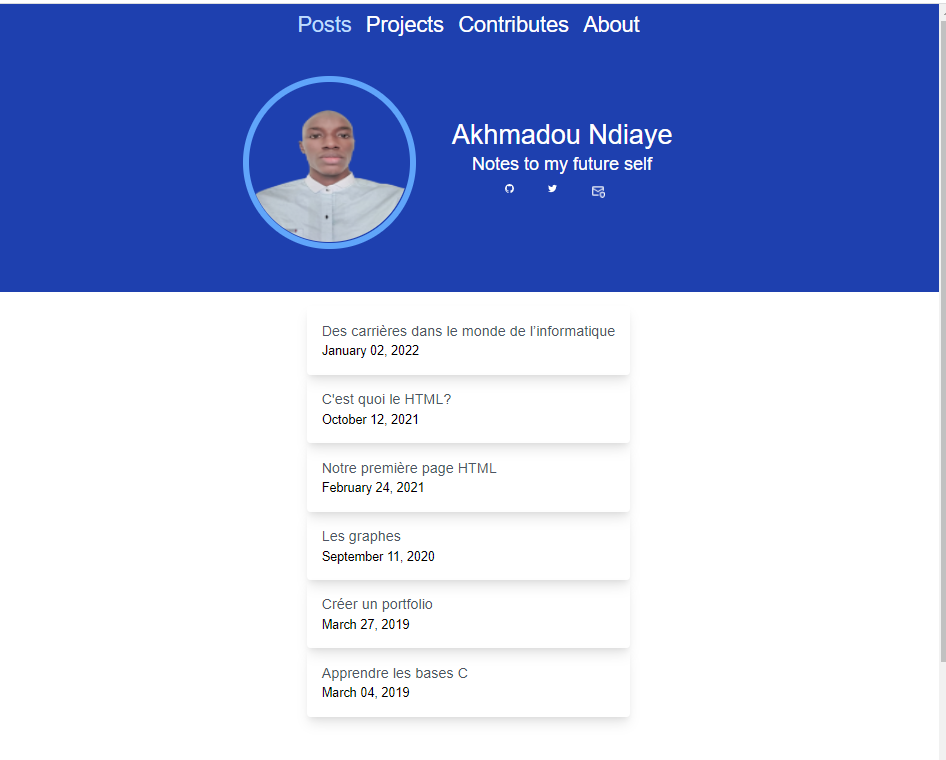 Posts Projects Contributes About
Akhmadou Ndiaye
Notes to my future self
Des carrières dans le monde de l’informatique
January 02, 2022
C'est quoi le HTML?
October 12, 2021
Notre première page HTML
February 24, 2021
Les graphes
September 11, 2020
Créer un portfolio
March 27, 2019
Apprendre les bases C
March 04, 2019